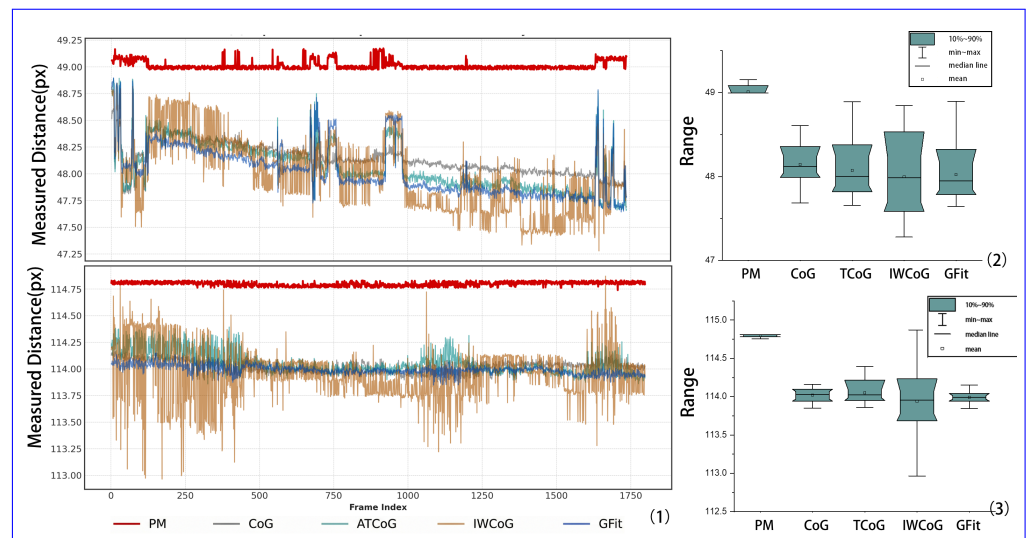 Measured Distance(px)
49.25
49.00
48.75
48.50
48.25
48.00
47.75
47.50
47.25
Measured Distance(px)
114.75
114.50
114.25
114.00
113.75
113.50
113.25
113.00
0 250 500 750 1000 1250 1500 1750
Frame Index
PM CoG ATCoG IWCoG GFit
(1)
10%~90%
min-max
median line
mean
Range
49
48
47
PM CoG TCoG IWCoG GFit
(2)
10%~90%
min-max
median line
mean
Range
115.0
114.5
114.0
113.5
113.0
112.5
PM CoG TCoG IWCoG GFit
(3)